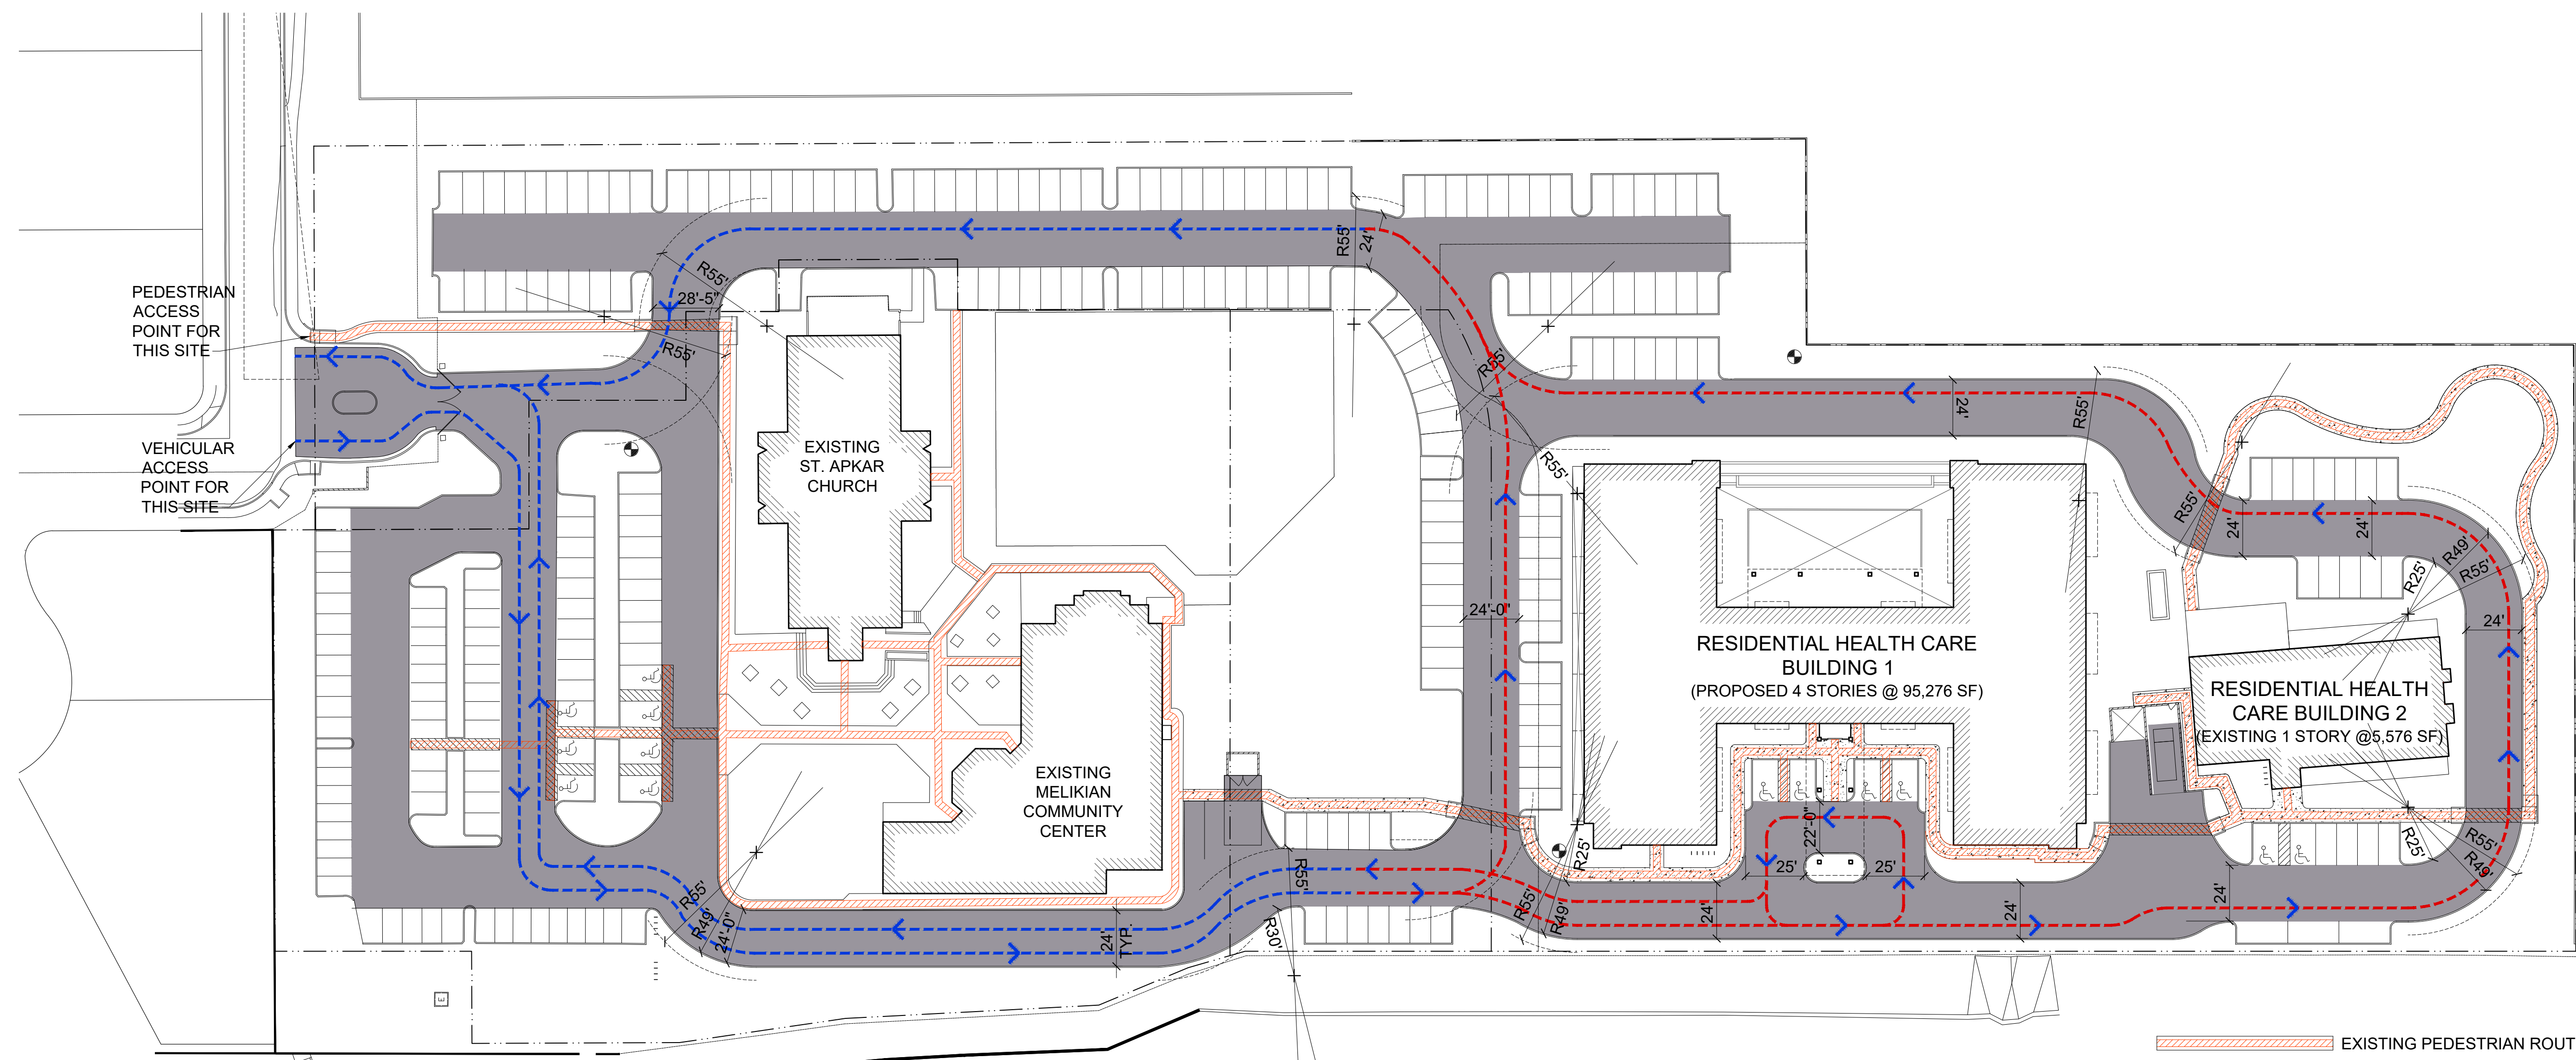 PEDESTRIAN
ACCESS
POINT FOR
THIS SITE
VEHICULAR
ACCESS
POINT FOR
THIS SITE
R55'
28'-5"
R55'
R55'
24'
R55'
R55'
24'
R55'
R55'
24'
24'
R49'
R55'
R25'
24'
24'-0"
EXISTING
ST. APKAR
CHURCH
EXISTING
MELIKIAN
COMMUNITY
CENTER
RESIDENTIAL HEALTH CARE
BUILDING 1
(PROPOSED 4 STORIES @ 95,276 SF)
RESIDENTIAL HEALTH
CARE BUILDING 2
(EXISTING 1 STORY @5,576 SF)
22'-0"
25'
25'
R25'
R55'
R49'
24'
24'
24'
R25'
R55'
R49'
R55'
R49'
24'-0"
24'
TYP.
R55'
R30'
E
EXISTING PEDESTRIAN ROUT